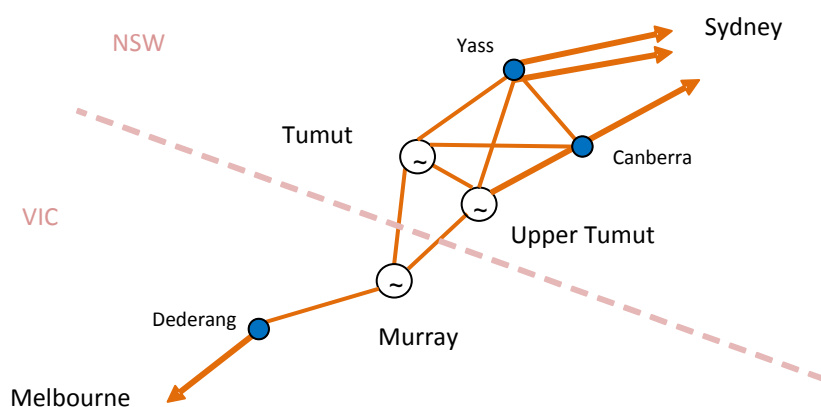 NSW
Yass
Sydney
Tumut
~
Canberra
~
VIC
Upper Tumut
~
Dederang
Murray
Melbourne